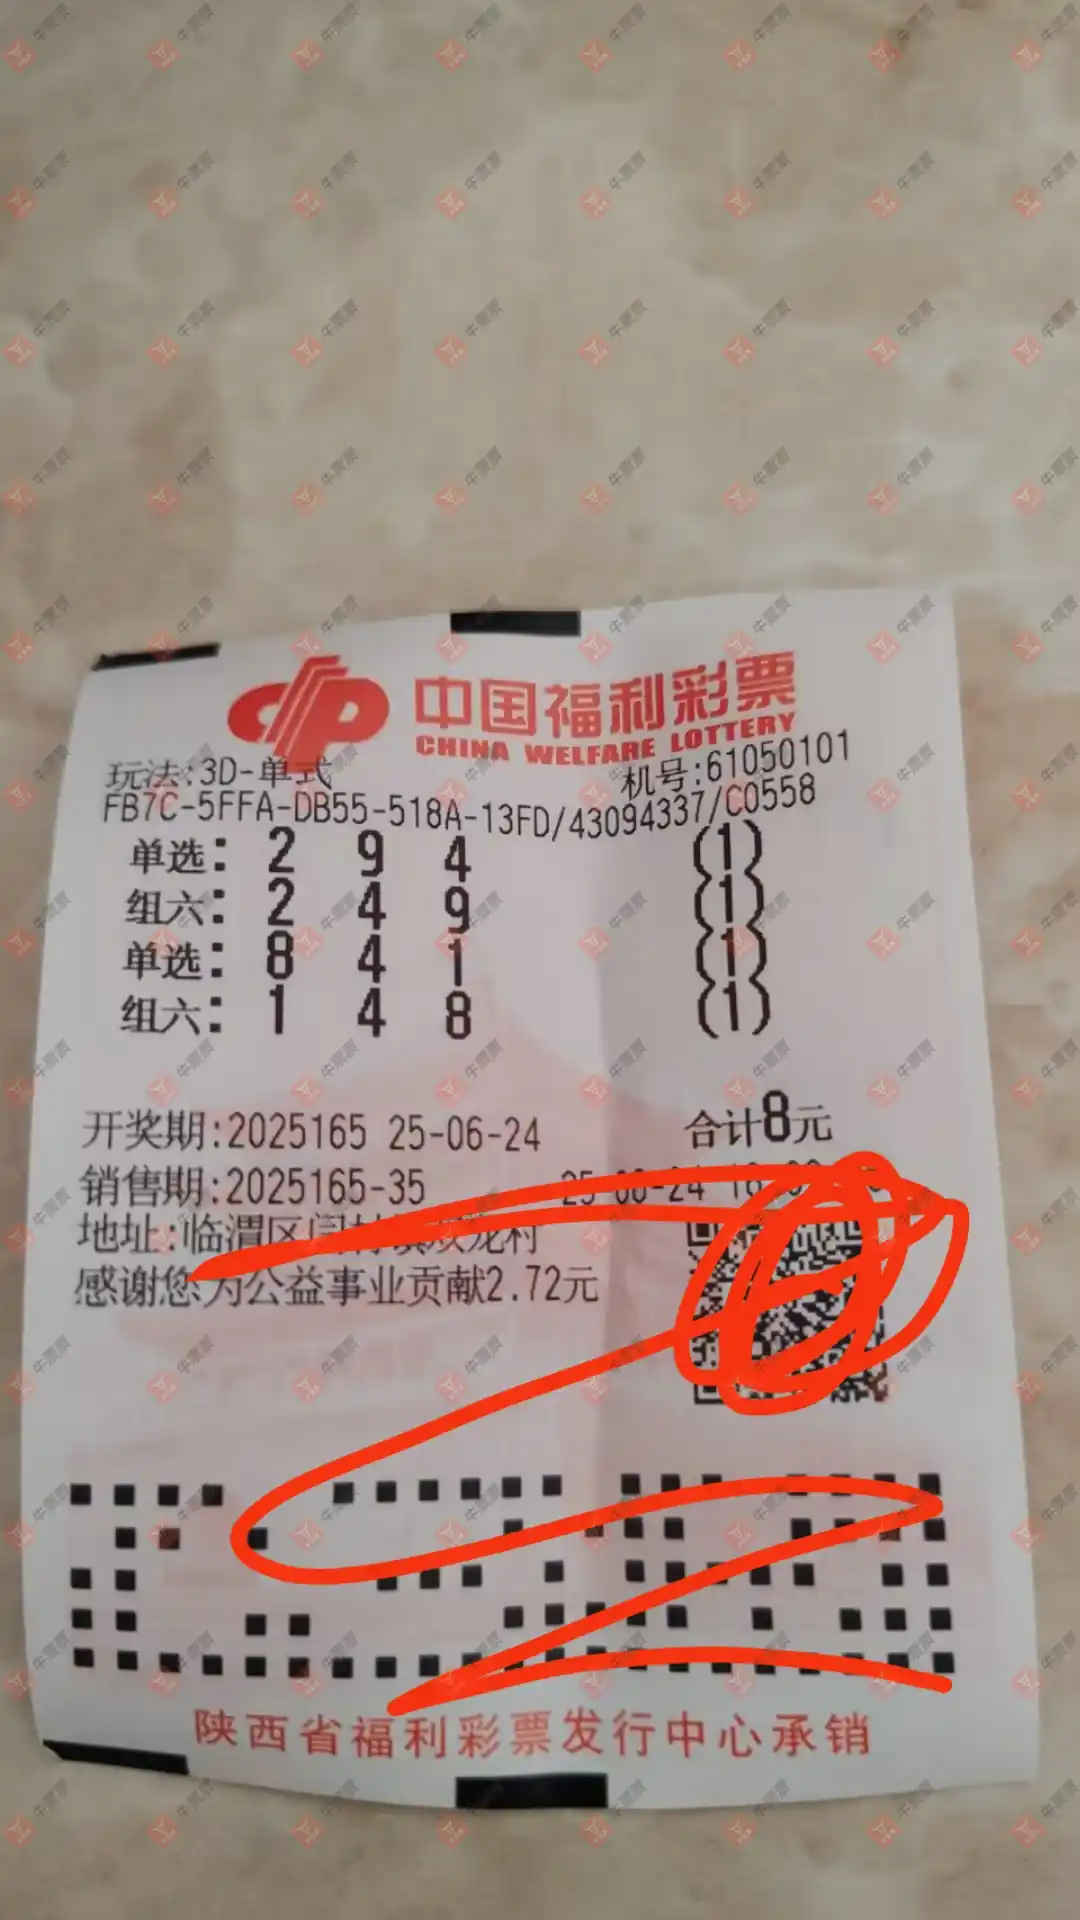 中国福利彩票
CHINA WELFARE LOTTERY
玩法:3D-单式 机号:61050101
FB7C-5FFA-DB55-518A-13FD/43094337/C0558
单选: 2 9 4 (1)
组六: 2 4 9 (1)
单选: 8 4 1 (1)
组六: 1 4 8 (1)
开奖期:2025165 25-06-24 合计8元
销售期:2025165-35
地址:临渭区 龙村
感谢您为公益事业贡献2.72元
陕西省福利彩票发行中心承销
牛票票